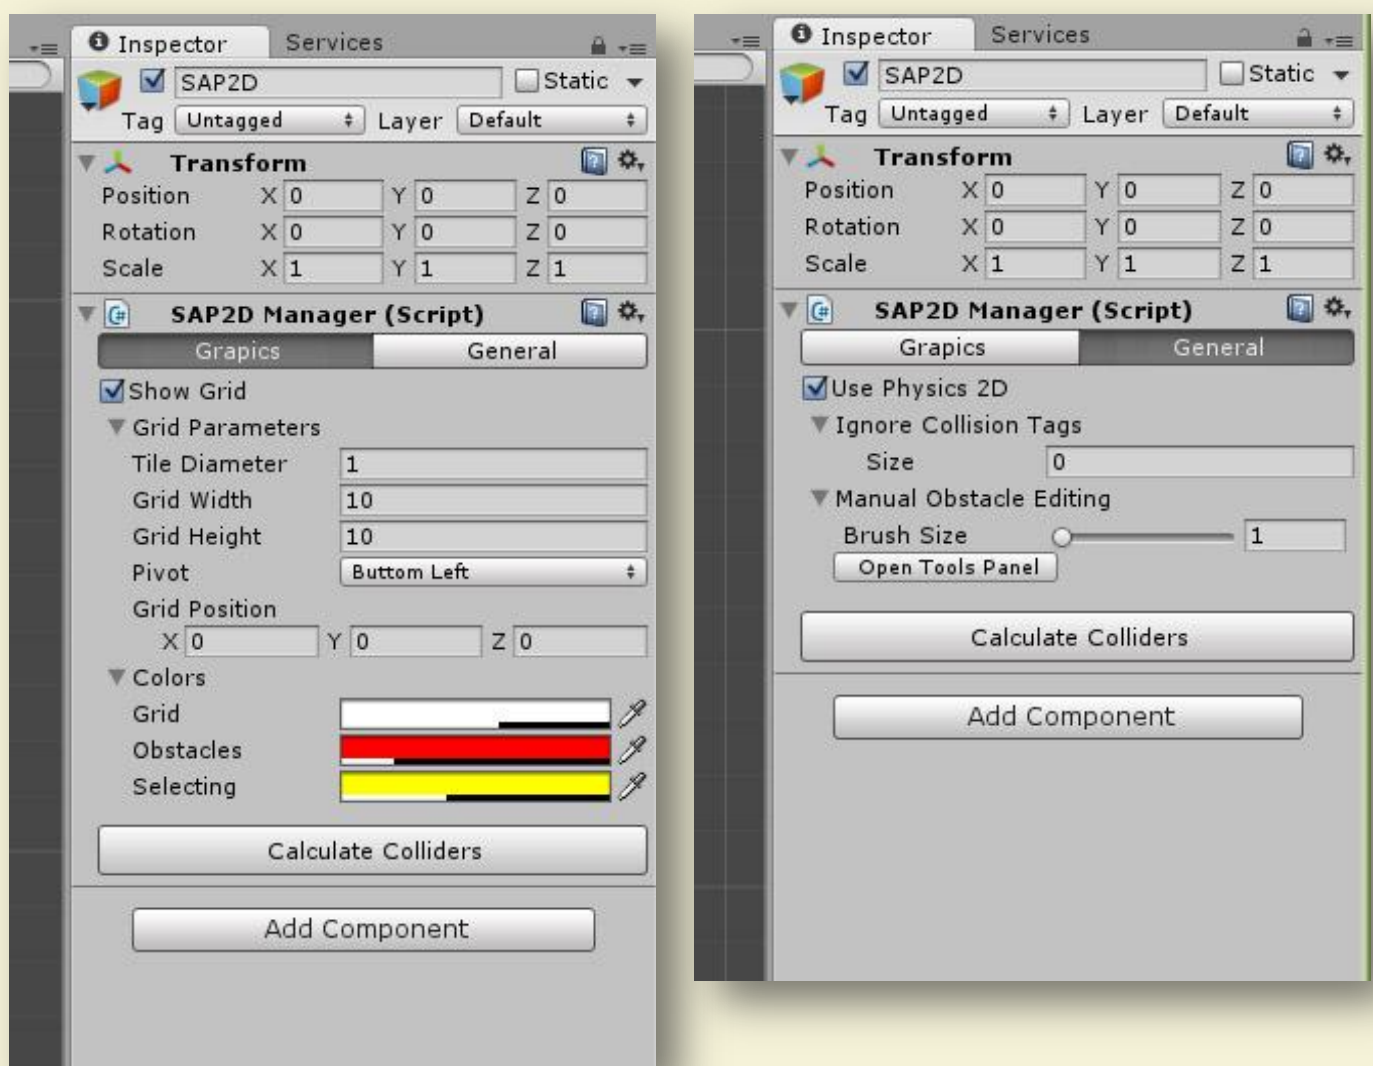 Inspector Services
SAP2D Static
Tag Untagged Layer Default
Transform
Position X 0 Y 0 Z 0
Rotation X 0 Y 0 Z 0
Scale X 1 Y 1 Z 1
SAP2D Manager (Script)
Grapics General
Show Grid
Grid Parameters
Tile Diameter 1
Grid Width 10
Grid Height 10
Pivot Buttom Left
Grid Position
X 0 Y 0 Z 0
Colors
Grid
Obstacles
Selecting
Calculate Colliders
Add Component
Inspector Services
SAP2D Static
Tag Untagged Layer Default
Transform
Position X 0 Y 0 Z 0
Rotation X 0 Y 0 Z 0
Scale X 1 Y 1 Z 1
SAP2D Manager (Script)
Grapics General
Use Physics 2D
Ignore Collision Tags
Size 0
Manual Obstacle Editing
Brush Size 1
Open Tools Panel
Calculate Colliders
Add Component